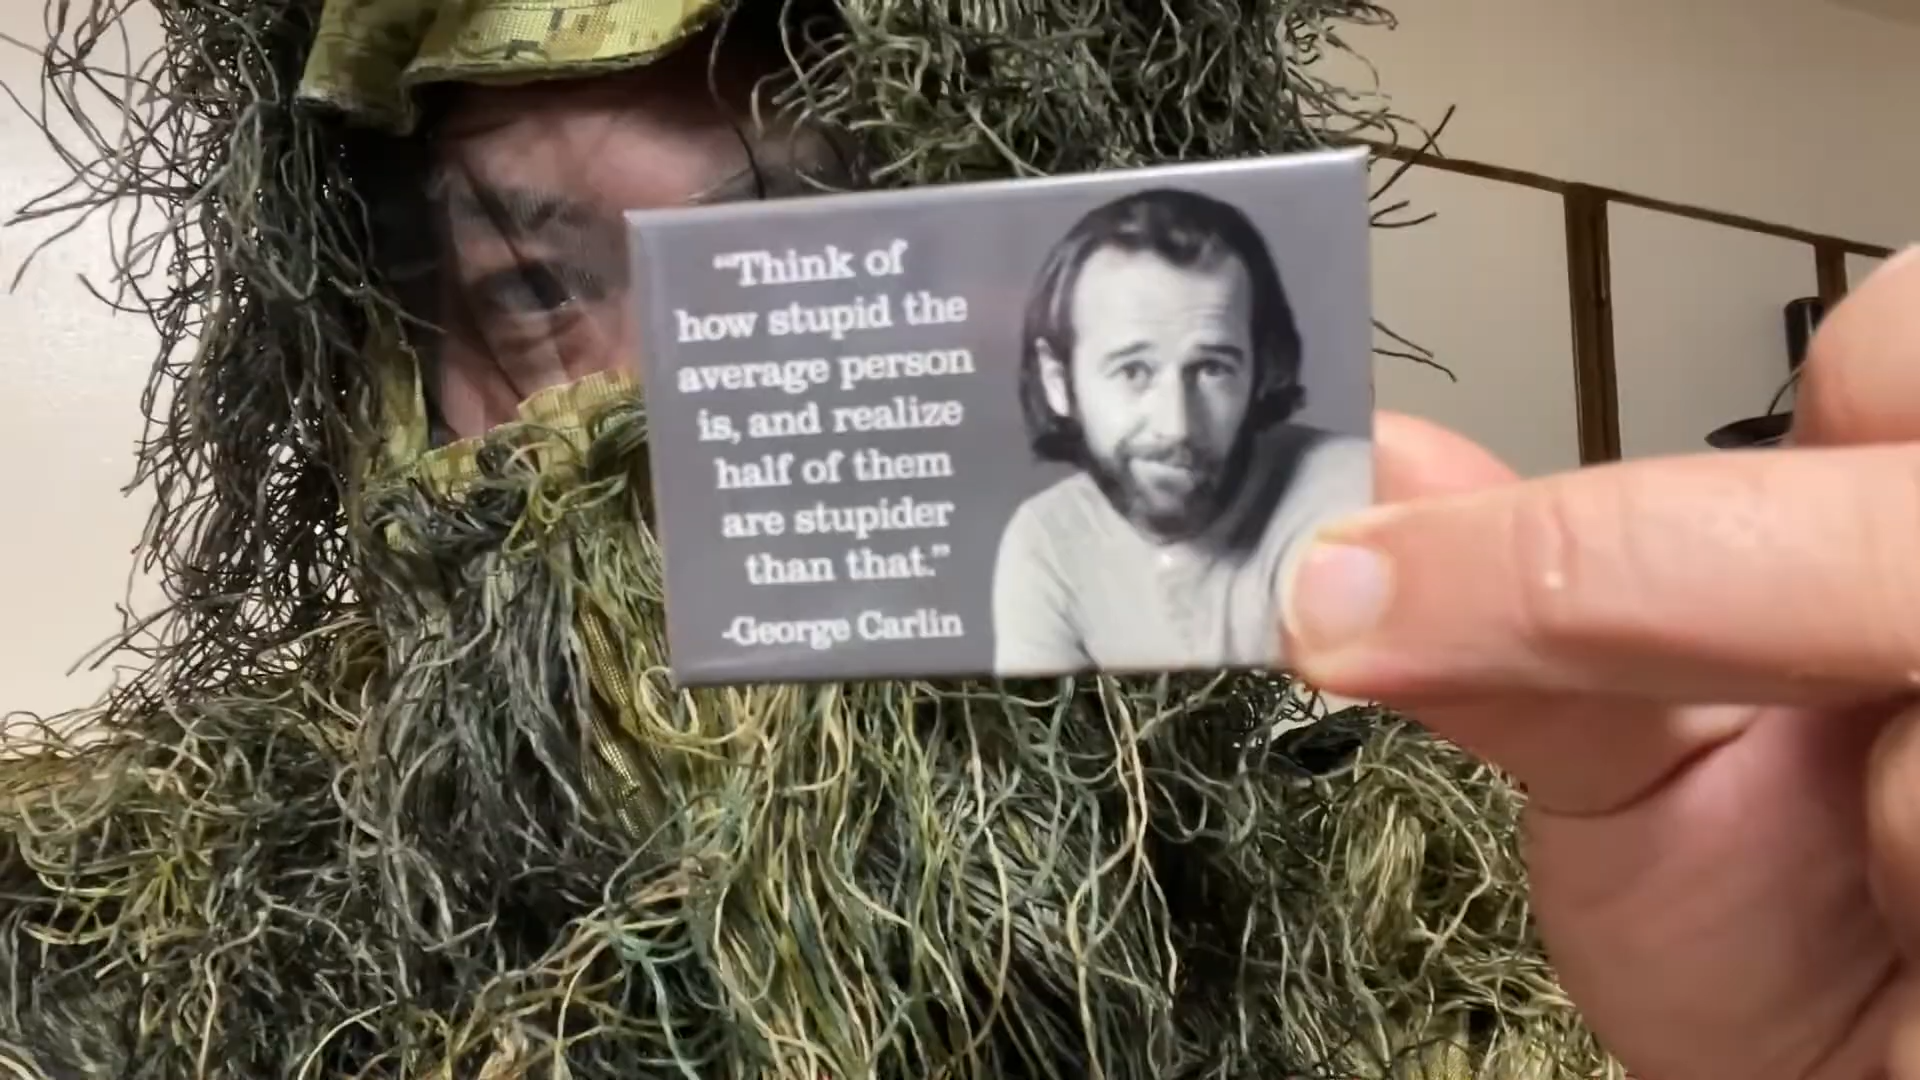 “Think of
how stupid the
average person
is, and realize
half of them
are stupider
than that.”
-George Carlin